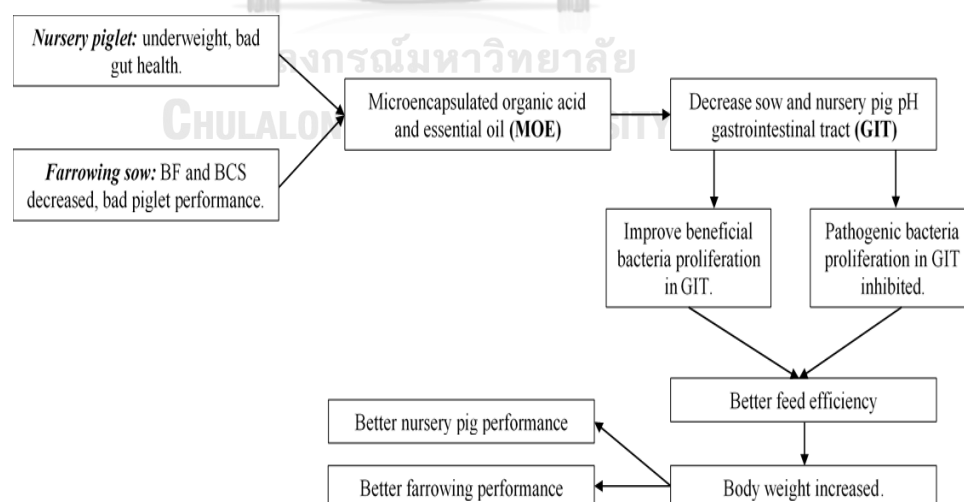 Nursery piglet: underweight, bad
gut health.
Farrowing sow: BF and BCS
decreased, bad piglet performance.
Microencapsulated organic acid
and essential oil (MOE)
Decrease sow and nursery pig pH
gastrointestinal tract (GIT)
Improve beneficial
bacteria proliferation
in GIT.
Pathogenic bacteria
proliferation in GIT
inhibited.
Better feed efficiency
Body weight increased.
Better nursery pig performance
Better farrowing performance